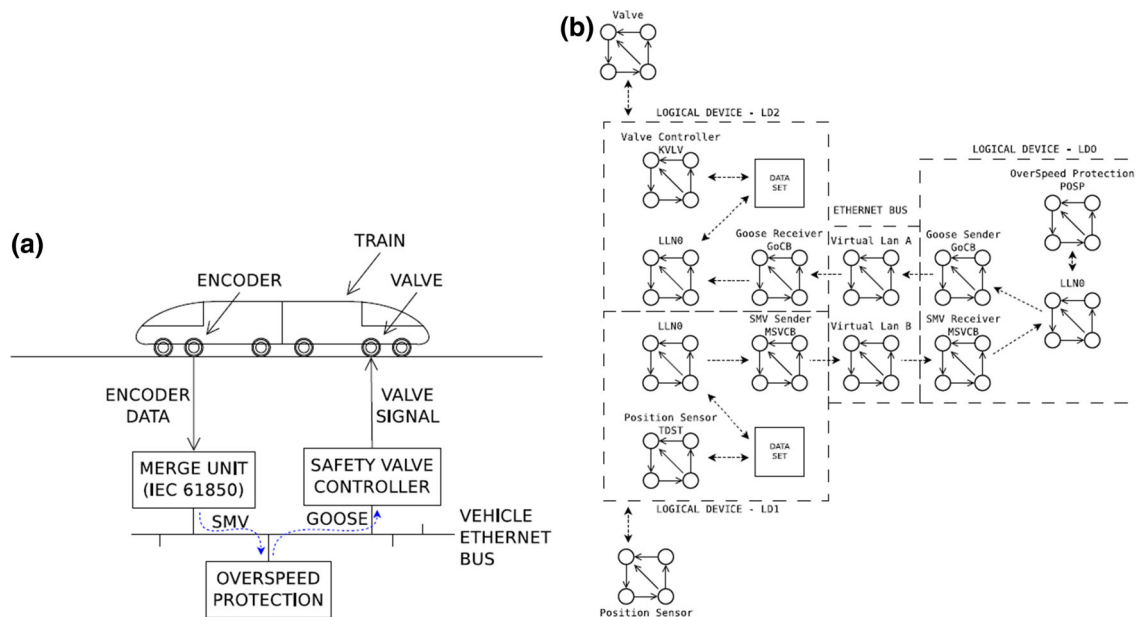 (a)
TRAIN
ENCODER
VALVE
ENCODER
DATA
VALVE
SIGNAL
MERGE UNIT
(IEC 61850)
SAFETY VALVE
CONTROLLER
SMV
GOOSE
VEHICLE
ETHERNET
BUS
OVERSPEED
PROTECTION
(b)
Valve
LOGICAL DEVICE - LD2
Valve Controller
KVLV
DATA
SET
LOGICAL DEVICE - LD0
OverSpeed Protection
POSP
ETHERNET BUS
LLN0
Goose Receiver
GoCB
Virtual Lan A
Goose Sender
GoCB
LLN0
LLN0
SMV Sender
MSVCB
Virtual Lan B
SMV Receiver
MSVCB
Position Sensor
TDST
DATA
SET
LOGICAL DEVICE - LD1
Position Sensor